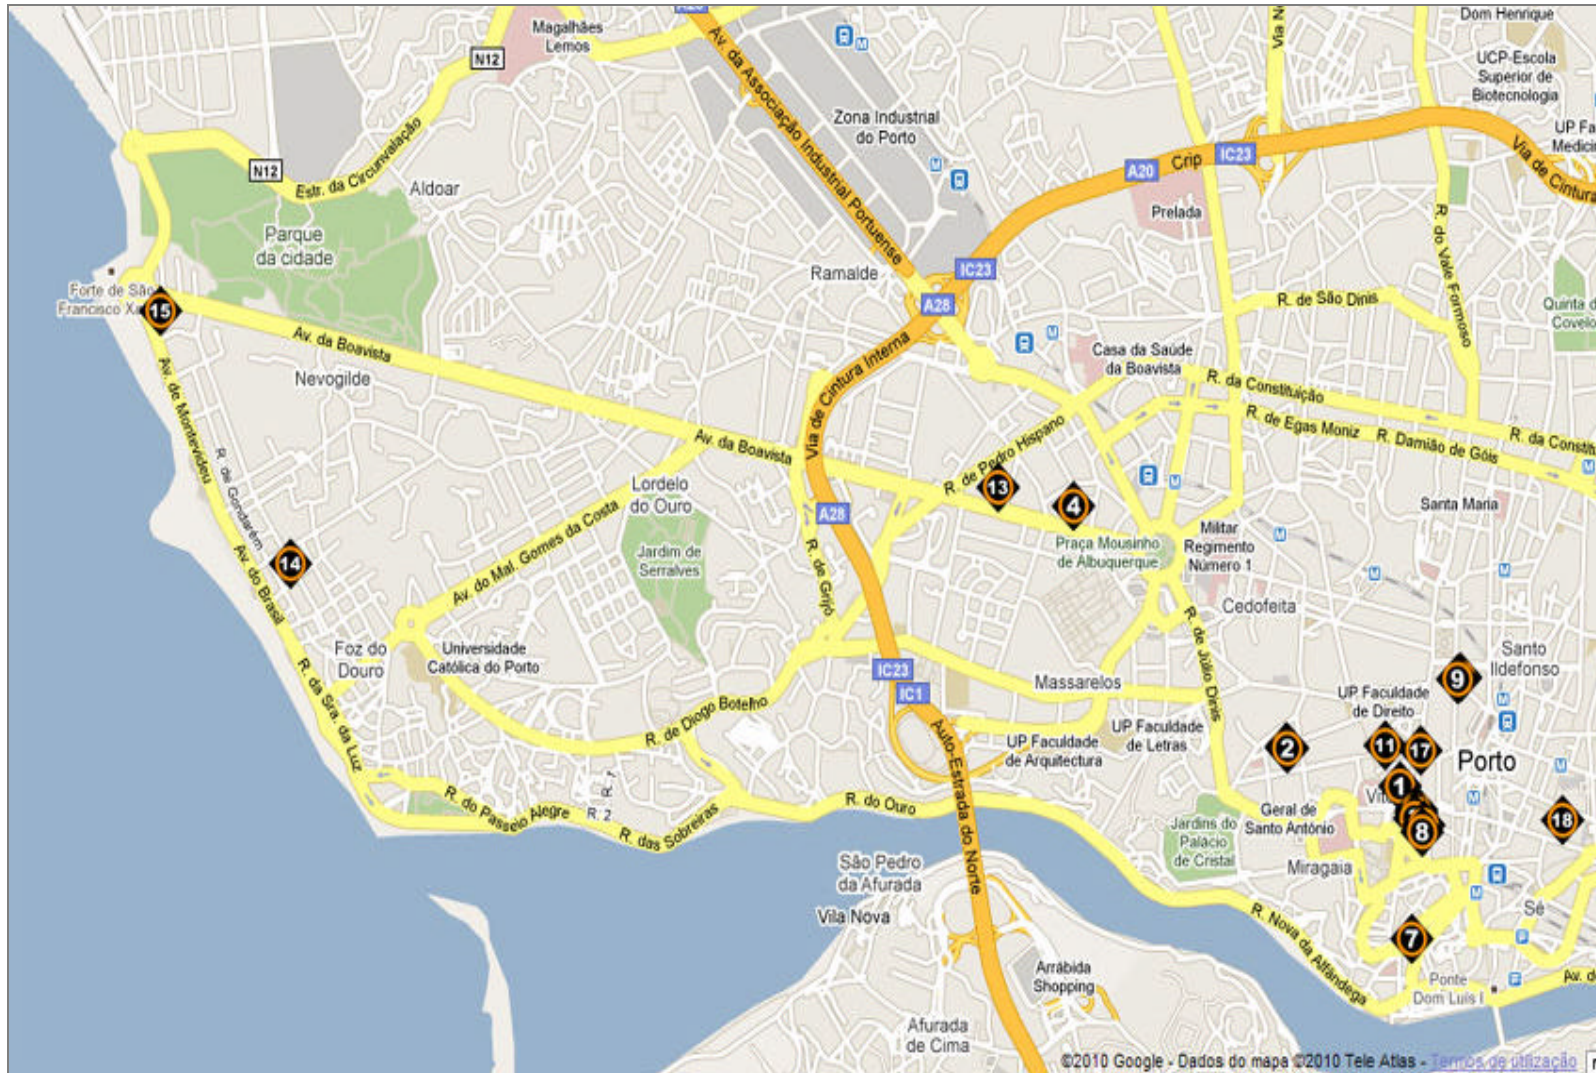 A28
Dom Henrique
Magalhães
Lemos
M
Via N
N12
UCP-Escola
Superior de
Biotecnologia
Av. da Associação Industrial Portuense
Zona Industrial
do Porto
UP Fa
Medicin
Via de Cintura
IC23
Crip
A20
M
N12
Estr. da Circunvalação
Aldoar
Prelada
R. do Vale Formoso
Parque
da cidade
Ramalde
IC23
Forte de São
Francisco Xa
15
A28
R. de São Dinis
Quinta d
Covelo
M
Av. da Boavista
Via de Cintura Interna
Casa da Saúde
da Boavista
Nevogilde
R. da Constituição
Av. de Montevideu
R. de Egas Moniz
R. Damião de Góis
R. da Constit
Av. da Boavista
R. de Pedro Hispano
M
R. de Gondarém
Lordelo
do Ouro
13
4
M
Santa Maria
A28
Praça Mousinho
de Albuquerque
Militar
Regimento
Número 1
M
Jardim de
Serralves
14
Av. do Brasil
Av. do Mal. Gomes da Costa
R. de Grijó
M
M
Cedofeita
R. de Júlio Dinis
Foz do
Douro
Universidade
Católica do Porto
Santo
Ildefonso
IC23
IC1
Massarelos
9
UP Faculdade
de Direito
M
R. da Sra. da Luz
R. de Diogo Botelho
Auto-Estrada do Norte
UP Faculdade
de Arquitectura
UP Faculdade
de Letras
2
11
17
Porto
M
R. 1
R. do Passeio Alegre
R. 2
R. das Sobreiras
R. do Ouro
1
M
Geral de
Santo António
8
18
Jardins do
Palácio
de Cristal
Miragaia
São Pedro
da Afurada
Vila Nova
M
Sé
R. Nova da Alfândega
7
P
Arrábida
Shopping
Ponte
Dom Luís I
Av. d
Afurada
de Cima
©2010 Google - Dados do mapa ©2010 Tele Atlas - Termos de utilização